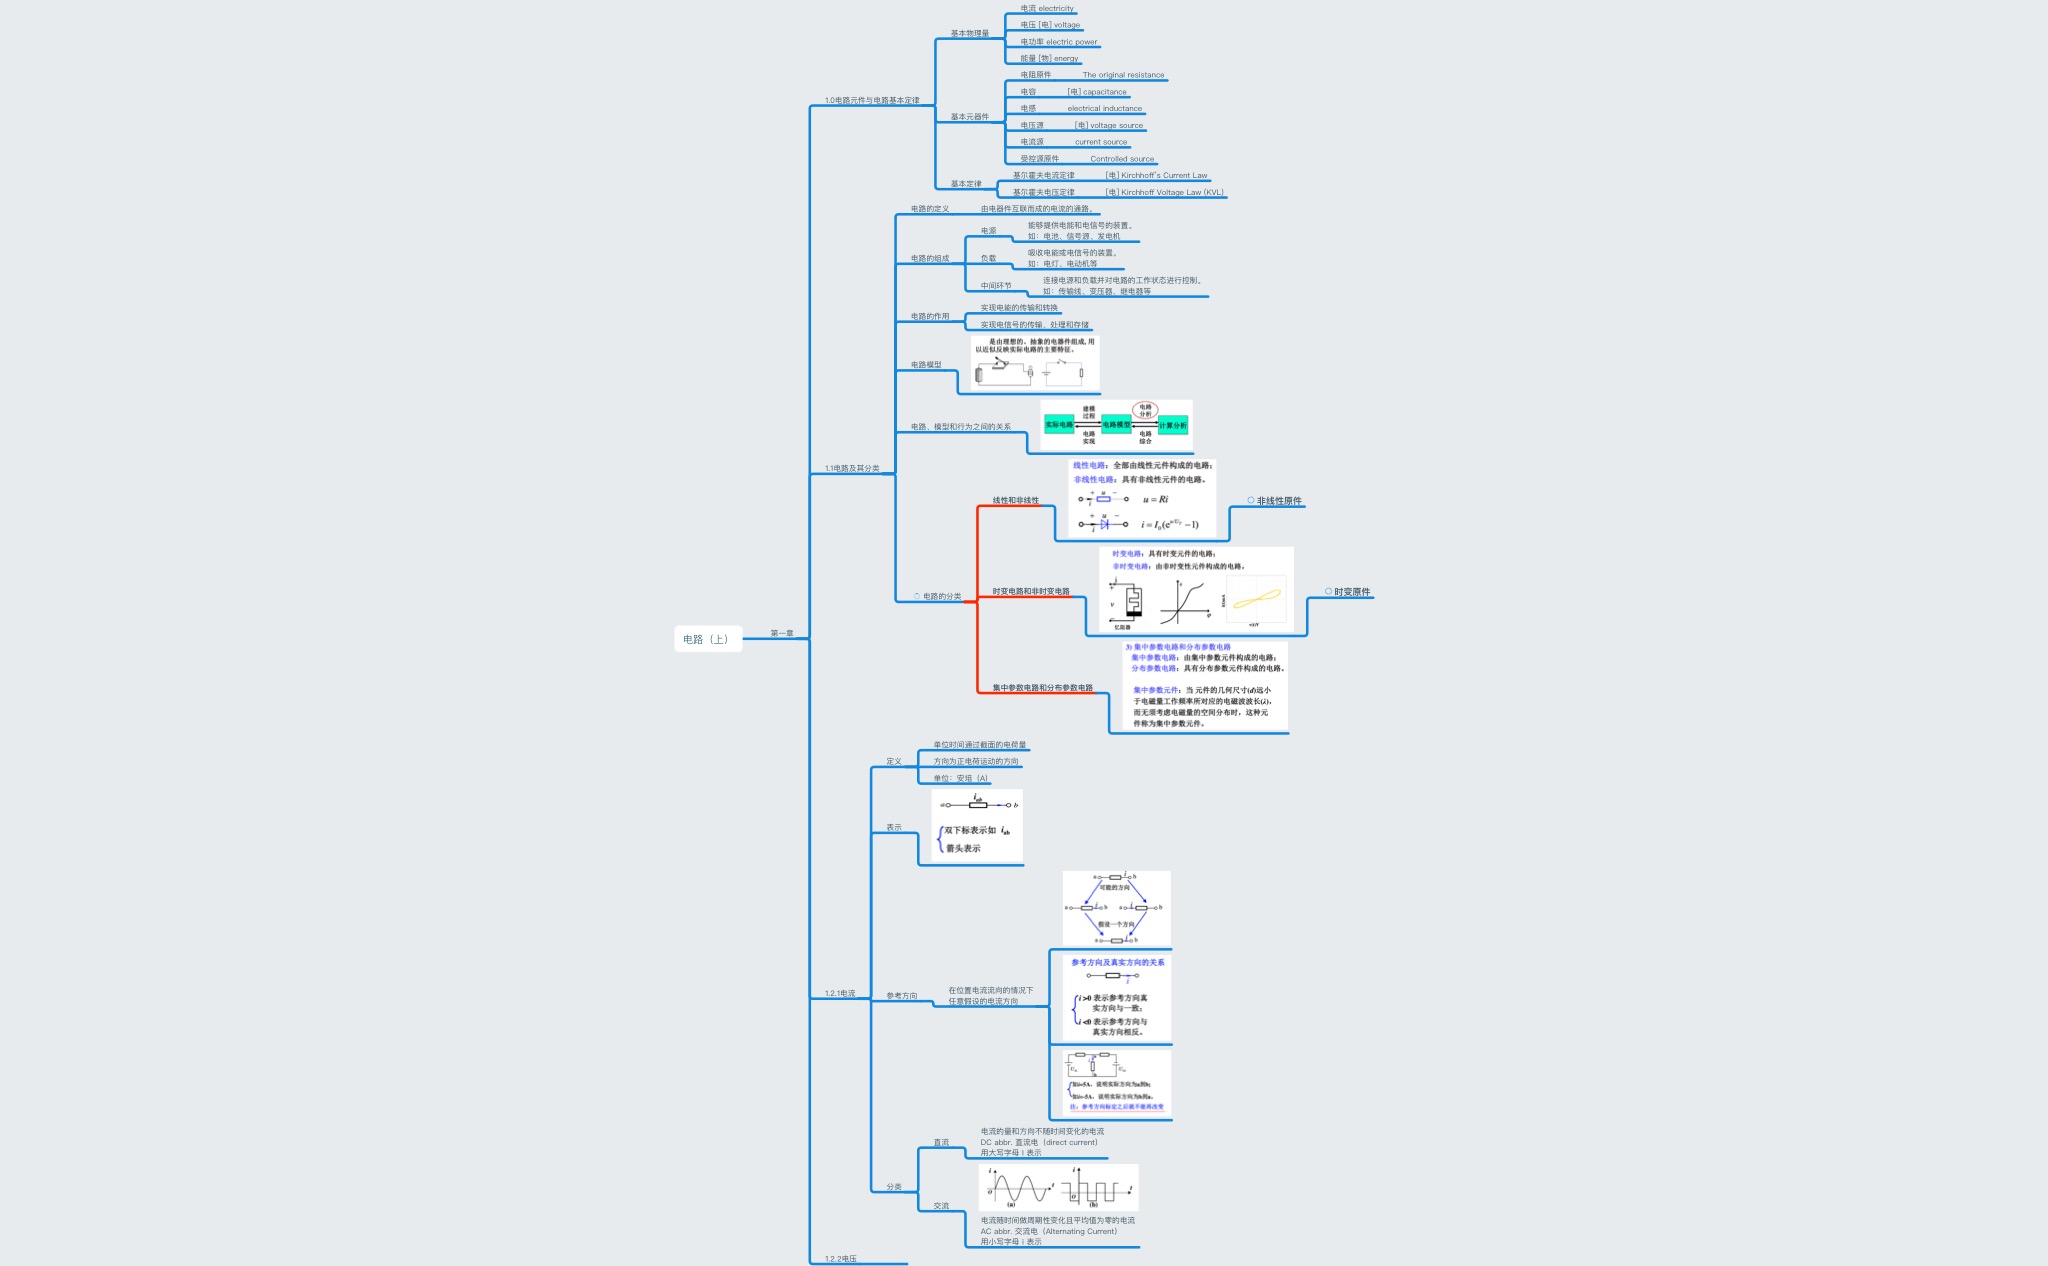 电流 electricity
电压 [电] voltage
基本物理量
电功率 electric power
能量 [物] energy
电阻原件 The original resistance
电容 [电] capacitance
1.0电路元件与电路基本定律
电感 electrical inductance
基本元器件
电压源 [电] voltage source
电流源 current source
受控源原件 Controlled source
基尔霍夫电流定律 [电] Kirchhoff's Current Law
基本定律
基尔霍夫电压定律 [电] Kirchhoff Voltage Law (KVL)
电路的定义 由电器件互联而成的电流的通路。
电源
能够提供电能和电信号的装置。
如：电池、信号源、发电机
电路的组成
负载
吸收电能或电信号的装置。
如：电灯、电动机等
中间环节
连接电源和负载并对电路的工作状态进行控制。
如：传输线、变压器、继电器等
电路的作用
实现电能的传输和转换
实现电信号的传输、处理和存储
电路模型
是由理想的、抽象的电器件组成,用
以近似反映实际电路的主要特征。
电路、模型和行为之间的关系
建模
过程
电路
分析
实际电路
电路模型
计算分析
电路
实现
电路
综合
1.1电路及其分类
线性和非线性
线性电路：全部由线性元件构成的电路；
非线性电路：具有非线性元件的电路。
+ u −
i
u = Ri
+ u −
i
i = I₀(e^{u/U_T} −1)
非线性原件
电路的分类
时变电路和非时变电路
时变电路：具有时变元件的电路；
非时变电路：由非时变性元件构成的电路。
i
+
v
−
忆阻器
时变原件
集中参数电路和分布参数电路
3) 集中参数电路和分布参数电路
集中参数电路：由集中参数元件构成的电路；
分布参数电路：具有分布参数元件构成的电路。
集中参数元件：当 元件的几何尺寸(d)远小
于电磁量工作频率所对应的电磁波波长(λ)，
而无须考虑电磁量的空间分布时，这种元
件称为集中参数元件。
电路（上）
第一章
定义
单位时间通过截面的电荷量
方向为正电荷运动的方向
单位：安培（A）
表示
i_ab
a
b
双下标表示如 i_ab
箭头表示
1.2.1电流
参考方向
在位置电流流向的情况下
任意假设的电流方向
a i b
可能的方向
a i b
a i b
假设一个方向
a i b
参考方向及真实方向的关系
i
i >0 表示参考方向真
实方向与一致；
i <0 表示参考方向与
真实方向相反。
如i=5A，说明实际方向为a到b;
如i=-5A，说明实际方向为b到a。
注：参考方向标定之后就不能再改变
分类
直流
电流的量和方向不随时间变化的电流
DC abbr. 直流电（direct current）
用大写字母 I 表示
交流
i
O
t
(a)
i
O
t
(b)
电流随时间做周期性变化且平均值为零的电流
AC abbr. 交流电（Alternating Current）
用小写字母 i 表示
1.2.2电压